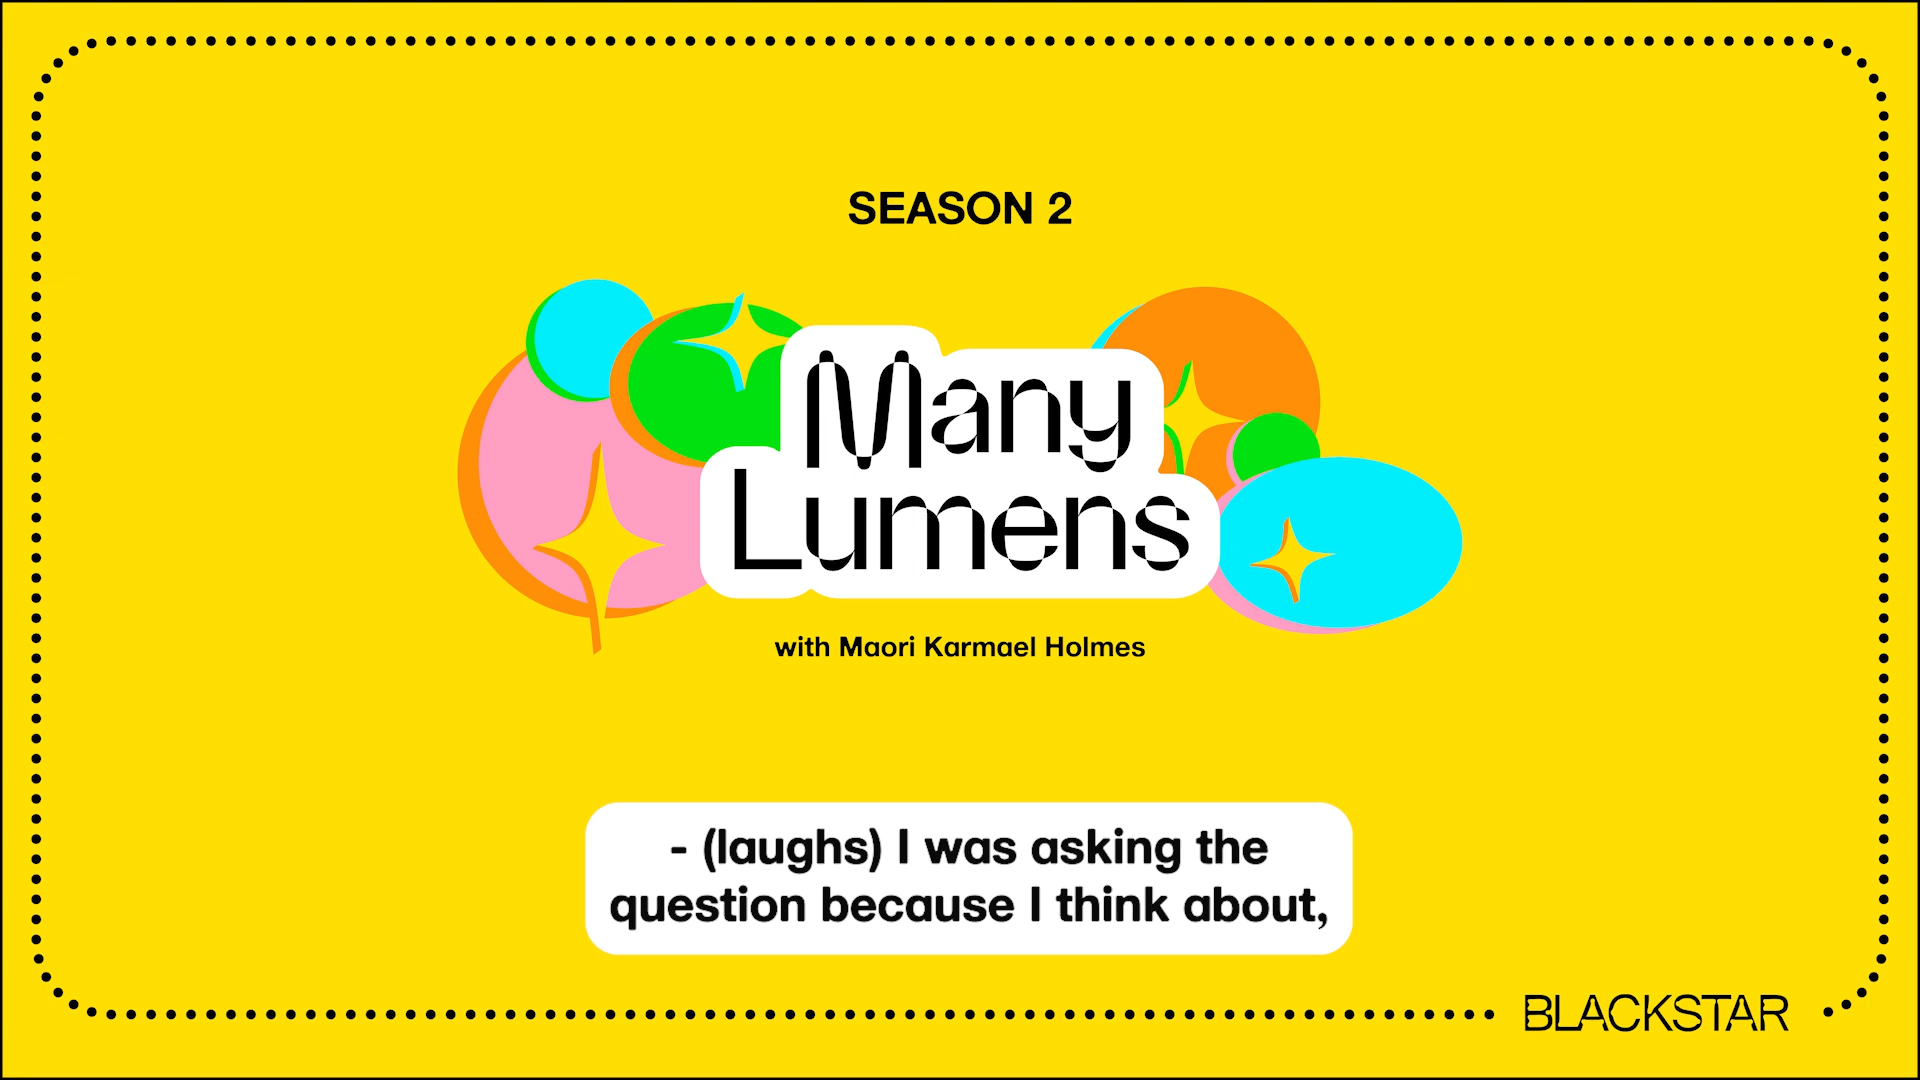 SEASON 2
Many
Lumens
with Maori Karmael Holmes
- (laughs) I was asking the
question because I think about,
BLACKSTAR